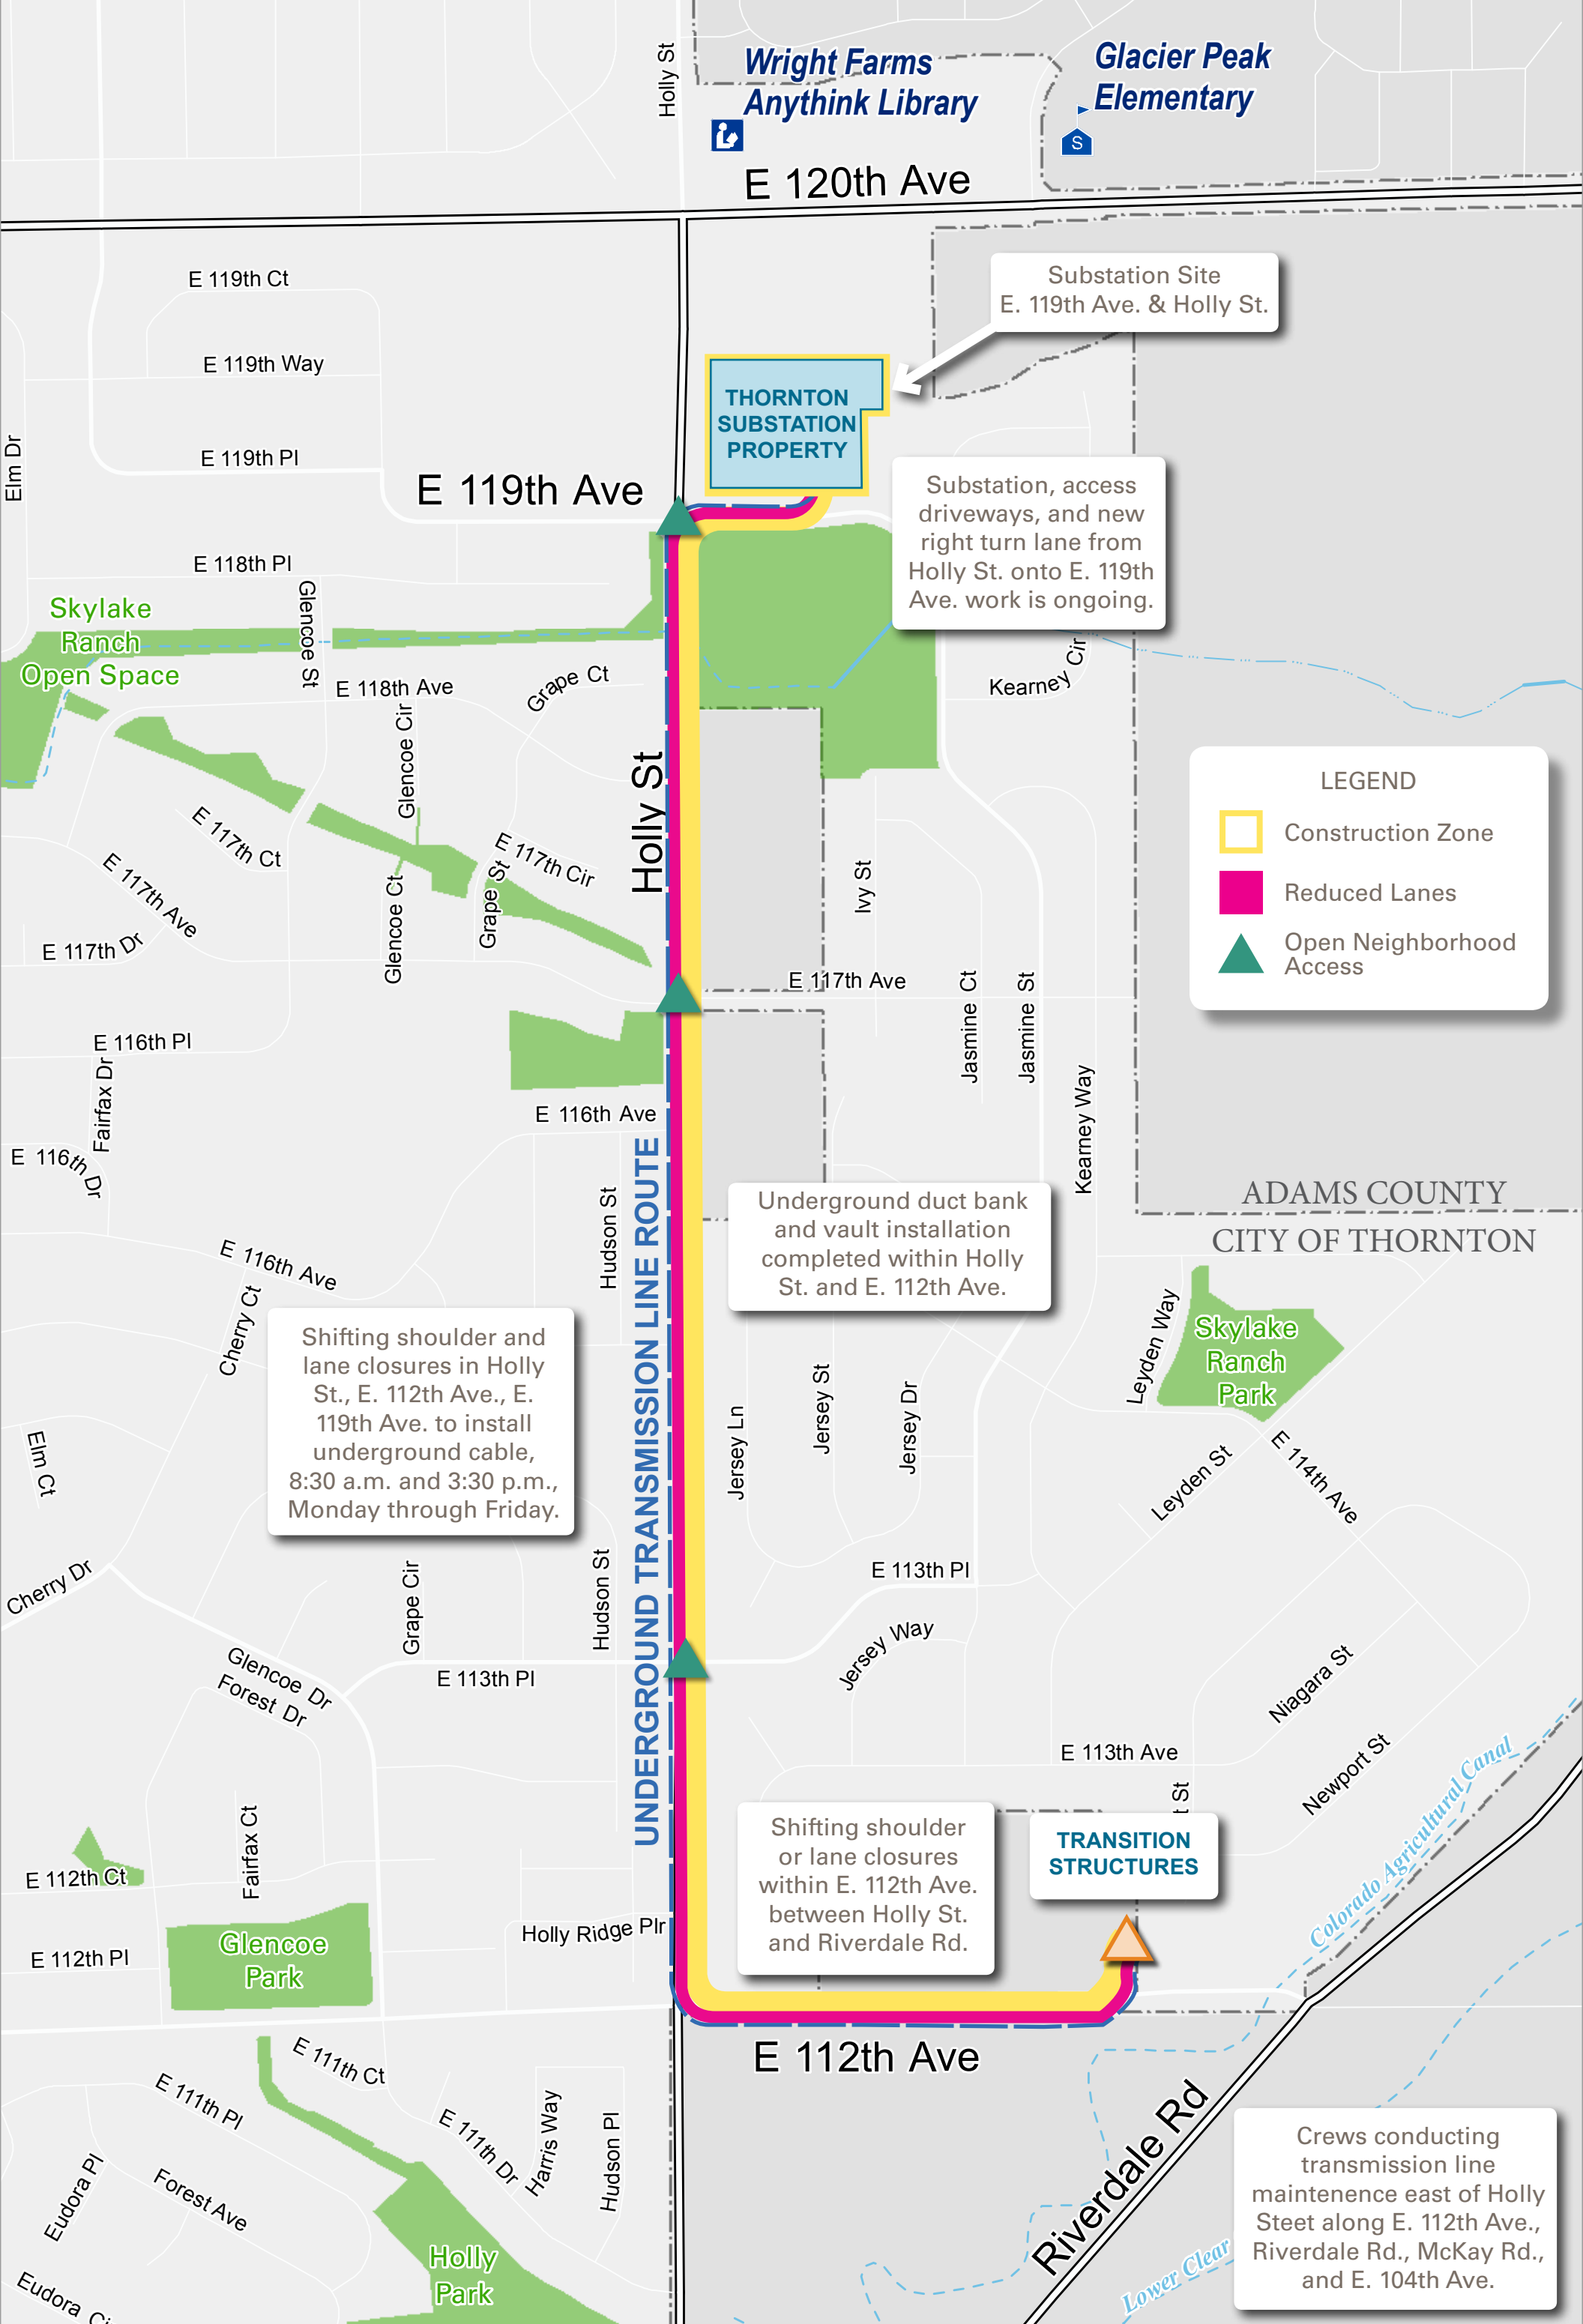 Holly St
Wright Farms
Anythink Library
Glacier Peak
Elementary
S
E 120th Ave
Substation Site
E. 119th Ave. & Holly St.
E 119th Ct
E 119th Way
THORNTON
SUBSTATION
PROPERTY
Elm Dr
E 119th Pl
E 119th Ave
Substation, access
driveways, and new
right turn lane from
Holly St. onto E. 119th
Ave. work is ongoing.
E 118th Pl
Glencoe St
Skylake
Ranch
Open Space
E 118th Ave
Grape Ct
Kearney Cir
Glencoe Cir
Holly St
LEGEND
Construction Zone
Reduced Lanes
Open Neighborhood
Access
E 117th Ct
E 117th Cir
E 117th Ave
Grape St
Glencoe Ct
Ivy St
E 117th Dr
E 117th Ave
Jasmine Ct
Jasmine St
E 116th Pl
Fairfax Dr
Kearney Way
E 116th Ave
E 116th Dr
UNDERGROUND TRANSMISSION LINE ROUTE
Hudson St
Underground duct bank
and vault installation
completed within Holly
St. and E. 112th Ave.
ADAMS COUNTY
CITY OF THORNTON
E 116th Ave
Cherry Ct
Shifting shoulder and
lane closures in Holly
St., E. 112th Ave., E.
119th Ave. to install
underground cable,
8:30 a.m. and 3:30 p.m.,
Monday through Friday.
Leyden Way
Skylake
Ranch
Park
Jersey Ln
Jersey St
Jersey Dr
Elm Ct
Leyden St
E 114th Ave
Cherry Dr
Grape Cir
Hudson St
E 113th Pl
Jersey Way
Glencoe Dr
Forest Dr
E 113th Pl
Niagara St
E 113th Ave
Newport St
t St
Colorado Agricultural Canal
Fairfax Ct
E 112th Ct
Shifting shoulder
or lane closures
within E. 112th Ave.
between Holly St.
and Riverdale Rd.
TRANSITION
STRUCTURES
Holly Ridge Plr
E 112th Pl
Glencoe
Park
E 112th Ave
E 111th Ct
E 111th Pl
E 111th Dr
Harris Way
Hudson Pl
Riverdale Rd
Eudora Pl
Forest Ave
Crews conducting
transmission line
maintenence east of Holly
Steet along E. 112th Ave.,
Riverdale Rd., McKay Rd.,
and E. 104th Ave.
Holly
Park
Lower Clear
Eudora Ci